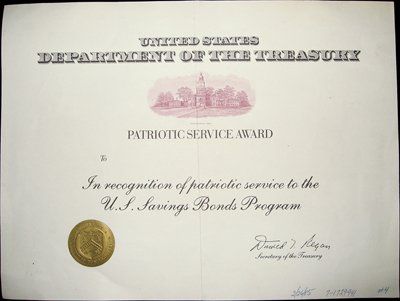 UNITED STATES
DEPARTMENT OF THE TREASURY
PATRIOTIC SERVICE AWARD
To
In recognition of patriotic service to the
U.S. Savings Bonds Program
Donald T. Regan
Secretary of the Treasury
#4